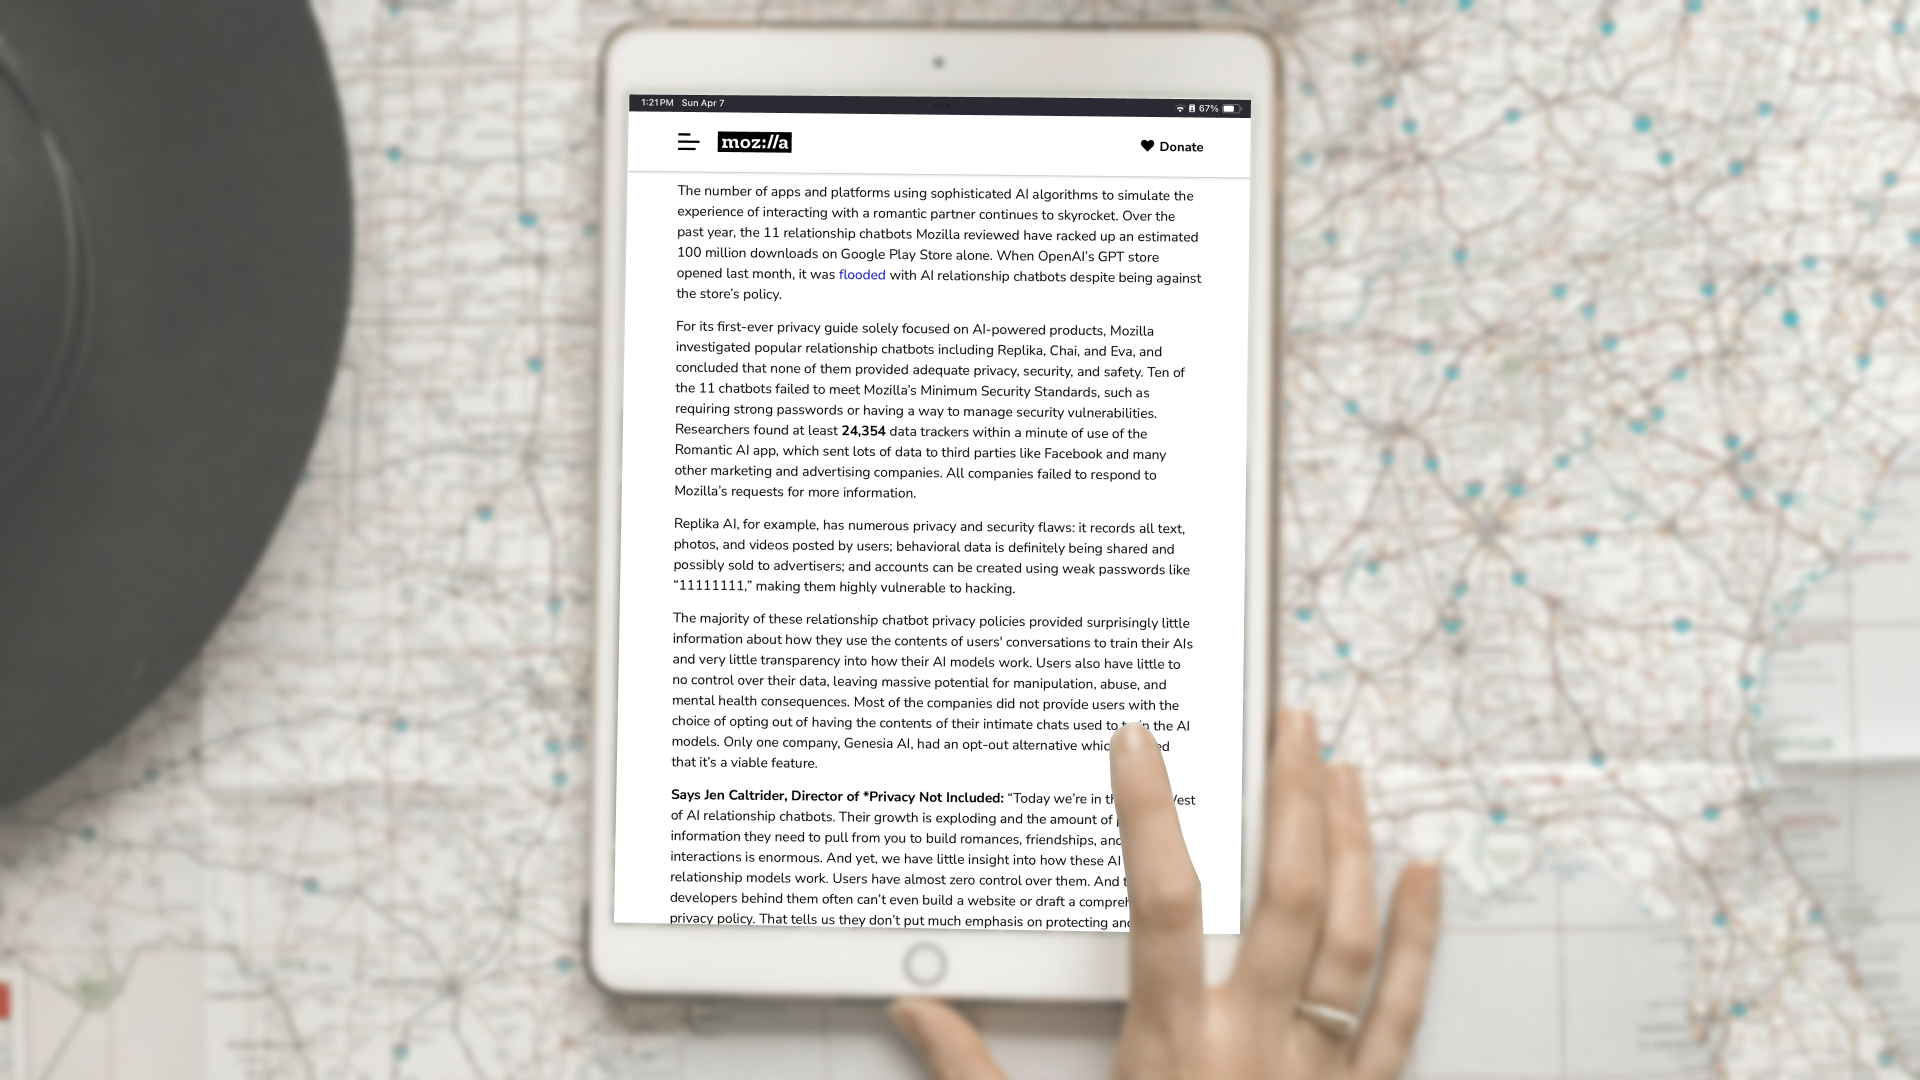 1:21 PM Sun Apr 7
67%
moz://a
Donate
The number of apps and platforms using sophisticated AI algorithms to simulate the
experience of interacting with a romantic partner continues to skyrocket. Over the
past year, the 11 relationship chatbots Mozilla reviewed have racked up an estimated
100 million downloads on Google Play Store alone. When OpenAI’s GPT store
opened last month, it was flooded with AI relationship chatbots despite being against
the store’s policy.
For its first-ever privacy guide solely focused on AI-powered products, Mozilla
investigated popular relationship chatbots including Replika, Chai, and Eva, and
concluded that none of them provided adequate privacy, security, and safety. Ten of
the 11 chatbots failed to meet Mozilla’s Minimum Security Standards, such as
requiring strong passwords or having a way to manage security vulnerabilities.
Researchers found at least 24,354 data trackers within a minute of use of the
Romantic AI app, which sent lots of data to third parties like Facebook and many
other marketing and advertising companies. All companies failed to respond to
Mozilla’s requests for more information.
Replika AI, for example, has numerous privacy and security flaws: it records all text,
photos, and videos posted by users; behavioral data is definitely being shared and
possibly sold to advertisers; and accounts can be created using weak passwords like
“11111111,” making them highly vulnerable to hacking.
The majority of these relationship chatbot privacy policies provided surprisingly little
information about how they use the contents of users' conversations to train their AIs
and very little transparency into how their AI models work. Users also have little to
no control over their data, leaving massive potential for manipulation, abuse, and
mental health consequences. Most of the companies did not provide users with the
choice of opting out of having the contents of their intimate chats used to the AI
models. Only one company, Genesia AI, had an opt-out alternative
that it’s a viable feature.
Says Jen Caltrider, Director of *Privacy Not Included: “Today we’re in
of AI relationship chatbots. Their growth is exploding and the amount of
information they need to pull from you to build romances, friendships,
interactions is enormous. And yet, we have little insight into how these AI
relationship models work. Users have almost zero control over them. And
developers behind them often can’t even build a website or draft a
privacy policy. That tells us they don’t put much emphasis on protecting